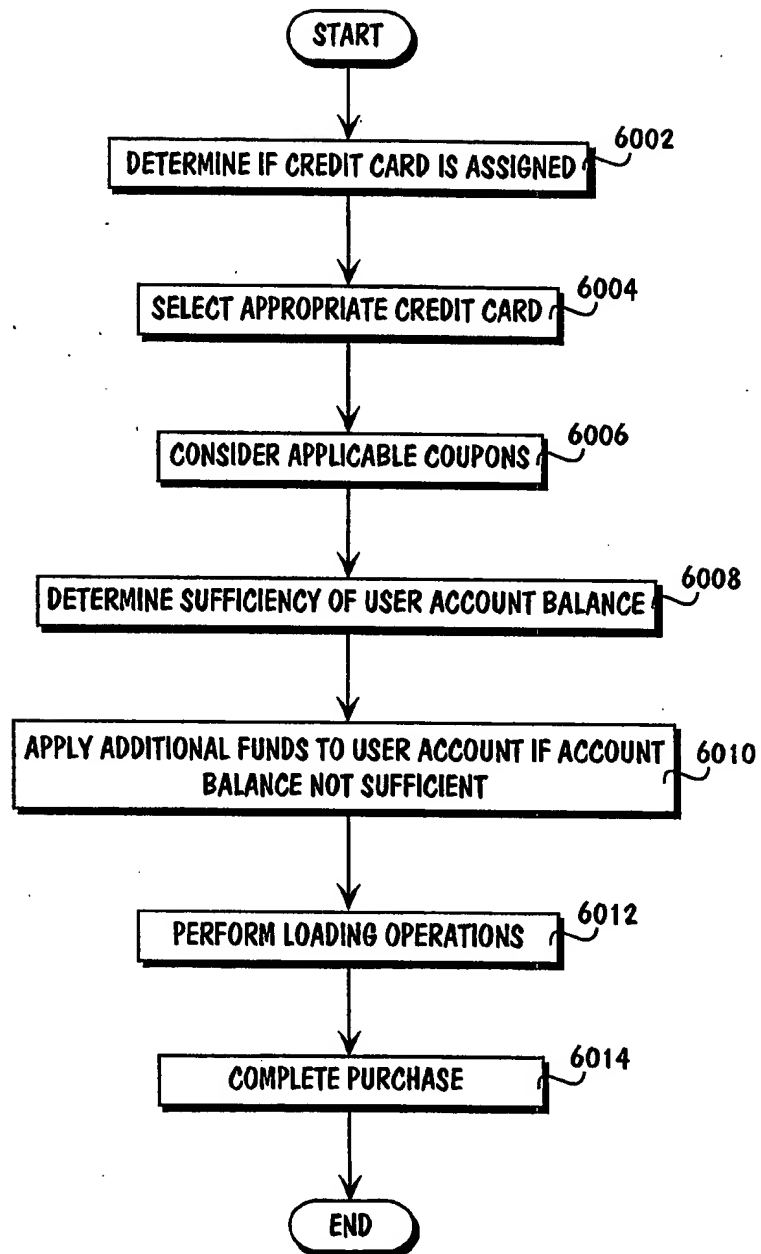 START
DETERMINE IF CREDIT CARD IS ASSIGNED
6002
SELECT APPROPRIATE CREDIT CARD
6004
CONSIDER APPLICABLE COUPONS
6006
DETERMINE SUFFICIENCY OF USER ACCOUNT BALANCE
6008
APPLY ADDITIONAL FUNDS TO USER ACCOUNT IF ACCOUNT
BALANCE NOT SUFFICIENT
6010
PERFORM LOADING OPERATIONS
6012
COMPLETE PURCHASE
6014
END